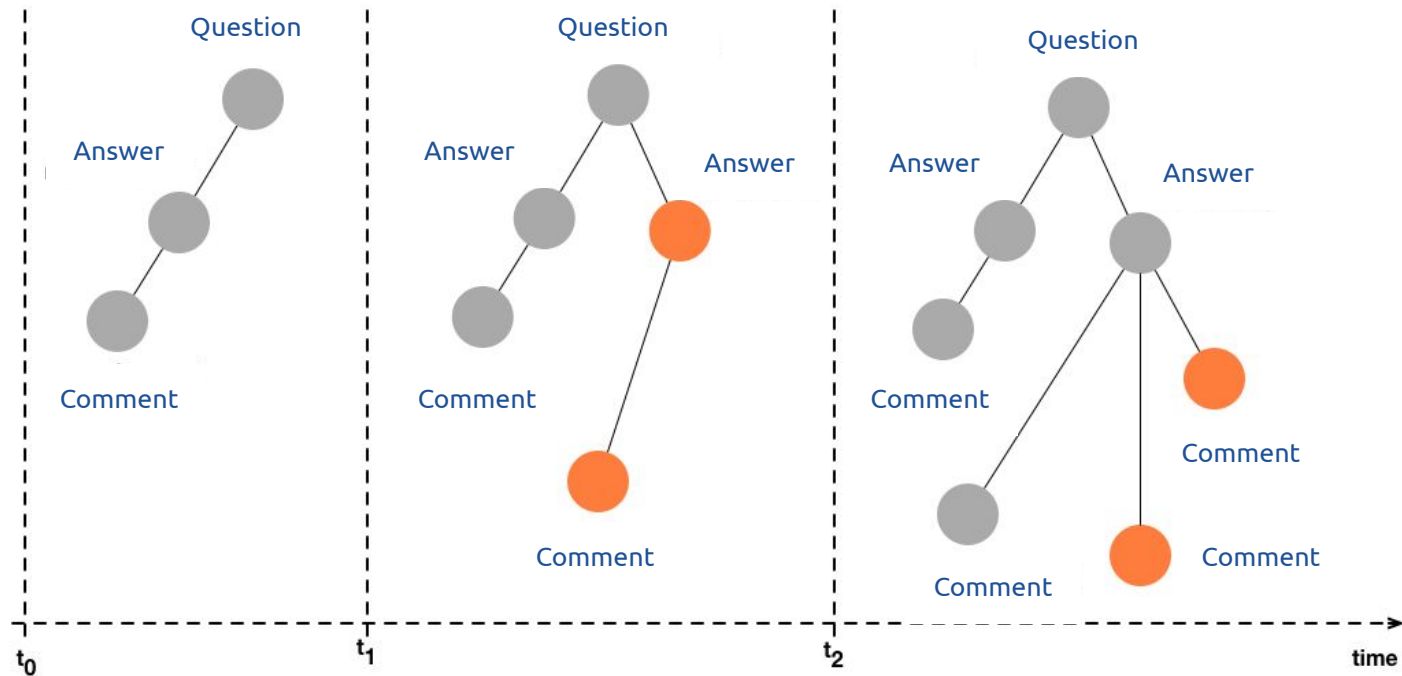 Question
Answer
Comment
Question
Answer
Answer
Comment
Comment
Question
Answer
Answer
Comment
Comment
Comment
Comment
t0
t1
t2
time